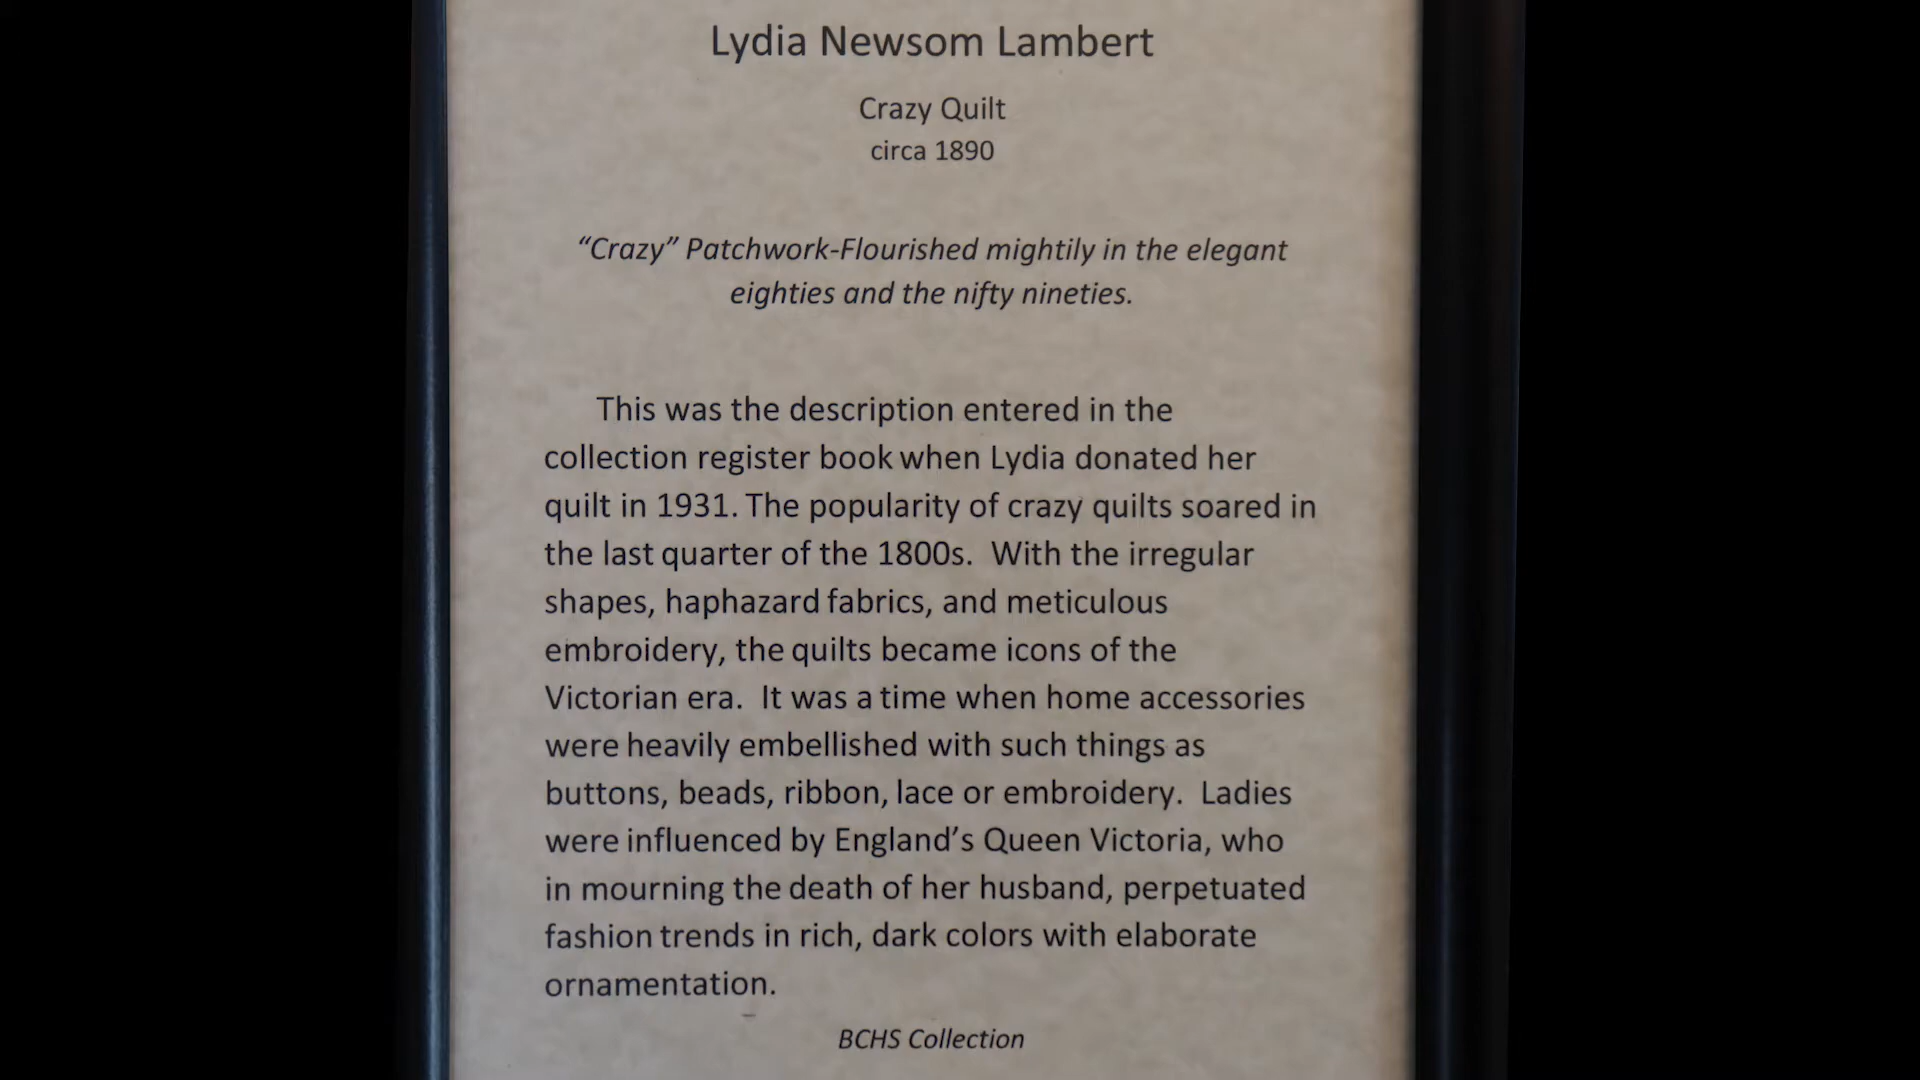 Lydia Newsom Lambert
Crazy Quilt
circa 1890
“Crazy” Patchwork-Flourished mightily in the elegant
eighties and the nifty nineties.
This was the description entered in the
collection register book when Lydia donated her
quilt in 1931. The popularity of crazy quilts soared in
the last quarter of the 1800s.  With the irregular
shapes, haphazard fabrics, and meticulous
embroidery, the quilts became icons of the
Victorian era.  It was a time when home accessories
were heavily embellished with such things as
buttons, beads, ribbon, lace or embroidery.  Ladies
were influenced by England’s Queen Victoria, who
in mourning the death of her husband, perpetuated
fashion trends in rich, dark colors with elaborate
ornamentation.
BCHS Collection